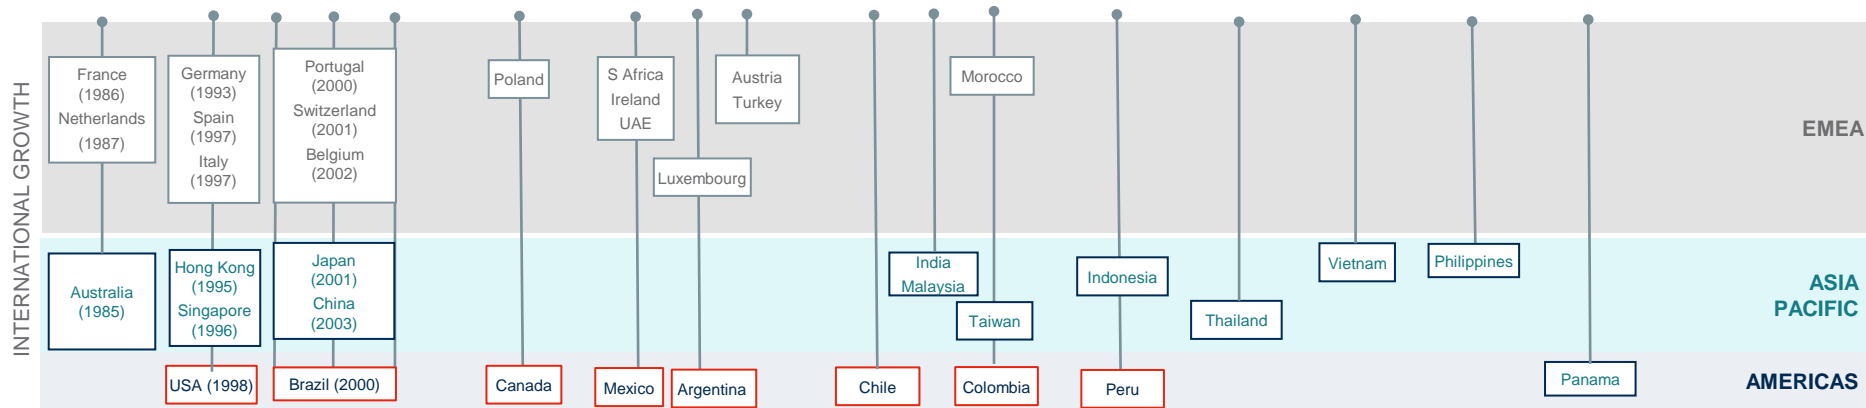 INTERNATIONAL GROWTH
France
(1986)
Netherlands
(1987)
Germany
(1993)
Spain
(1997)
Italy
(1997)
Portugal
(2000)
Switzerland
(2001)
Belgium
(2002)
Poland
S Africa
Ireland
UAE
Luxembourg
Austria
Turkey
Morocco
EMEA
Australia
(1985)
Hong Kong
(1995)
Singapore
(1996)
Japan
(2001)
China
(2003)
India
Malaysia
Taiwan
Indonesia
Thailand
Vietnam
Philippines
ASIA
PACIFIC
USA (1998)
Brazil (2000)
Canada
Mexico
Argentina
Chile
Colombia
Peru
Panama
AMERICAS